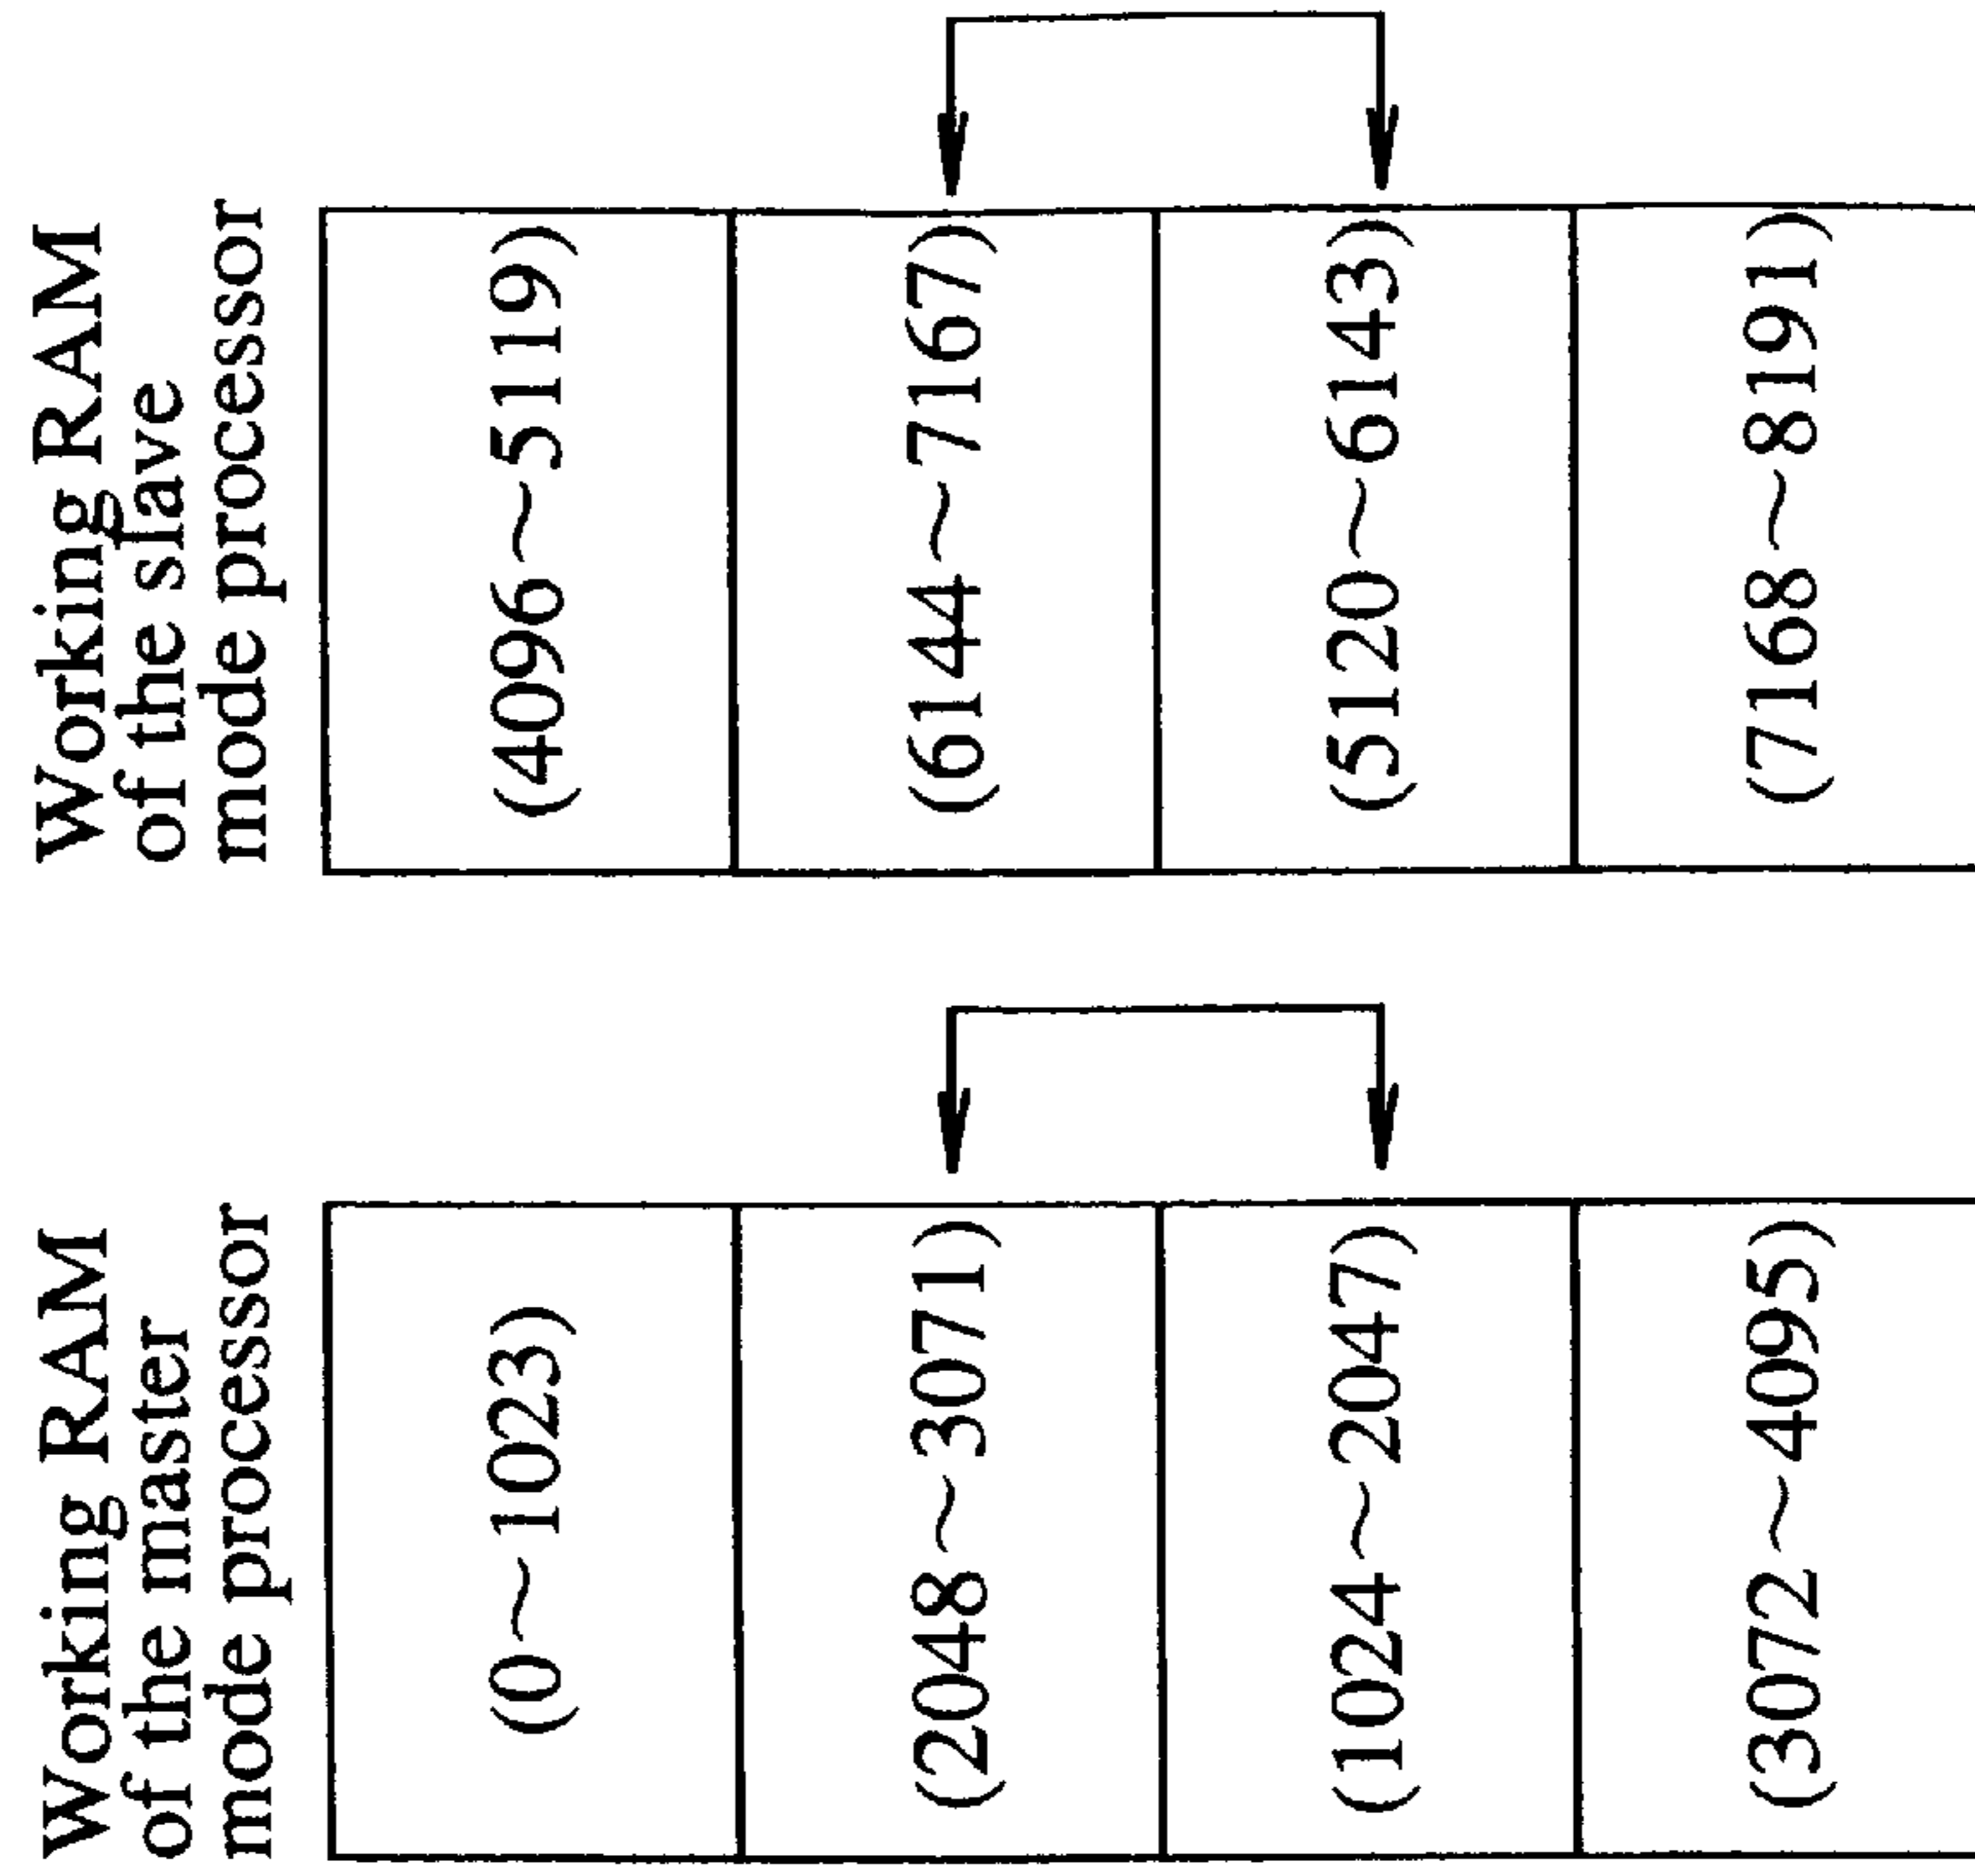 Working RAM
of the master
mode processor
(0~1023)
(2048~3071)
(1024~2047)
(3072~4095)
Working RAM
of the slave
mode processor
(4096~5119)
(6144~7167)
(5120~6143)
(7168~8191)